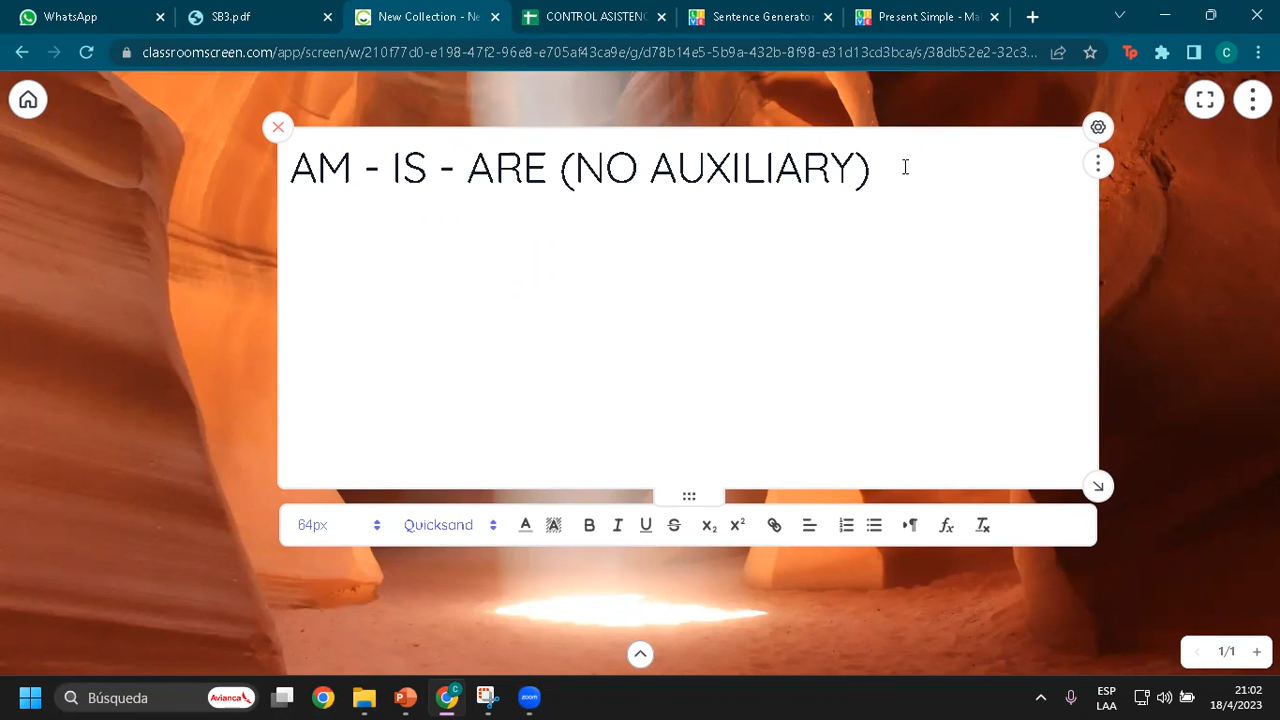 WhatsApp
SB3.pdf
New Collection - Ne
CONTROL ASISTENC
Sentence Generator
Present Simple - Ma
classroomscreen.com/app/screen/w/210f77d0-e198-47f2-96e8-e705af43ca9e/g/d78b14e5-5b9a-432b-8f98-e31d13cd3bca/s/38db52e2-32c3...
C
AM - IS - ARE (NO AUXILIARY)
64px
Quicksand
1/1
Búsqueda
Avianca
zoom
ESP
LAA
21:02
18/4/2023